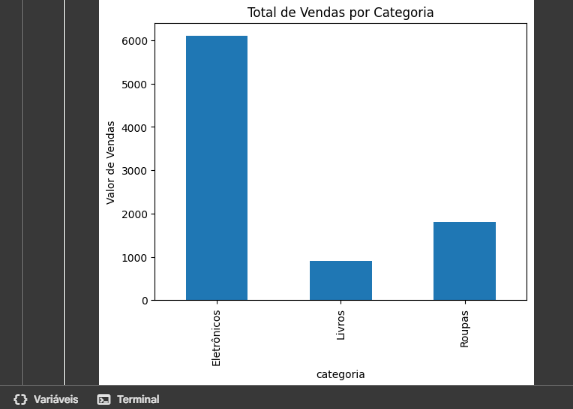 Total de Vendas por Categoria
6000
5000
4000
3000
2000
1000
0
Valor de Vendas
Eletrônicos
Livros
Roupas
categoria
Variáveis
Terminal